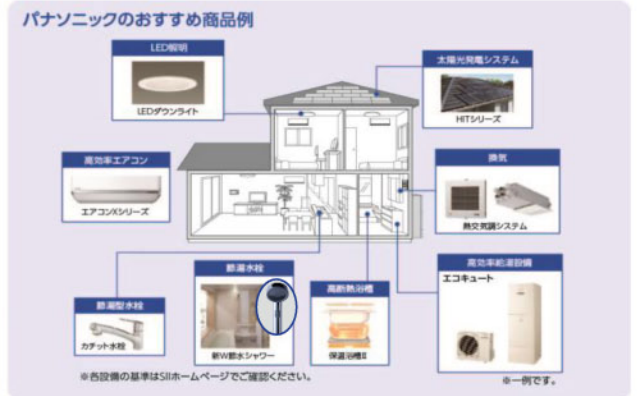 パナソニックのおすすめ商品例
LED照明
LEDダウンライト
太陽光発電システム
HITシリーズ
高効率エアコン
エアコンXシリーズ
換気
熱交気調システム
節湯型水栓
カチット水栓
節湯水栓
新W節水シャワー
高断熱浴槽
保温浴槽Ⅱ
高効率給湯設備
エコキュート
※各設備の基準はSIIホームページでご確認ください。
※一例です。